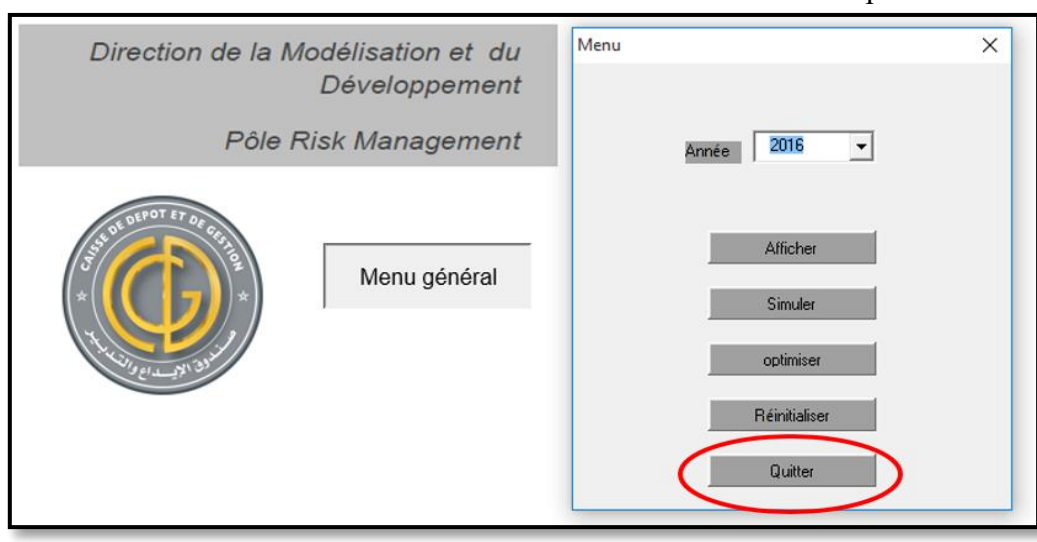 Direction de la Modélisation et du
Développement
Pôle Risk Management
CAISSE DE DEPOT ET DE GESTION
CDG
صندوق الإيداع والتدبير
Menu général
Menu
Année
2016
Afficher
Simuler
optimiser
Réinitialiser
Quitter